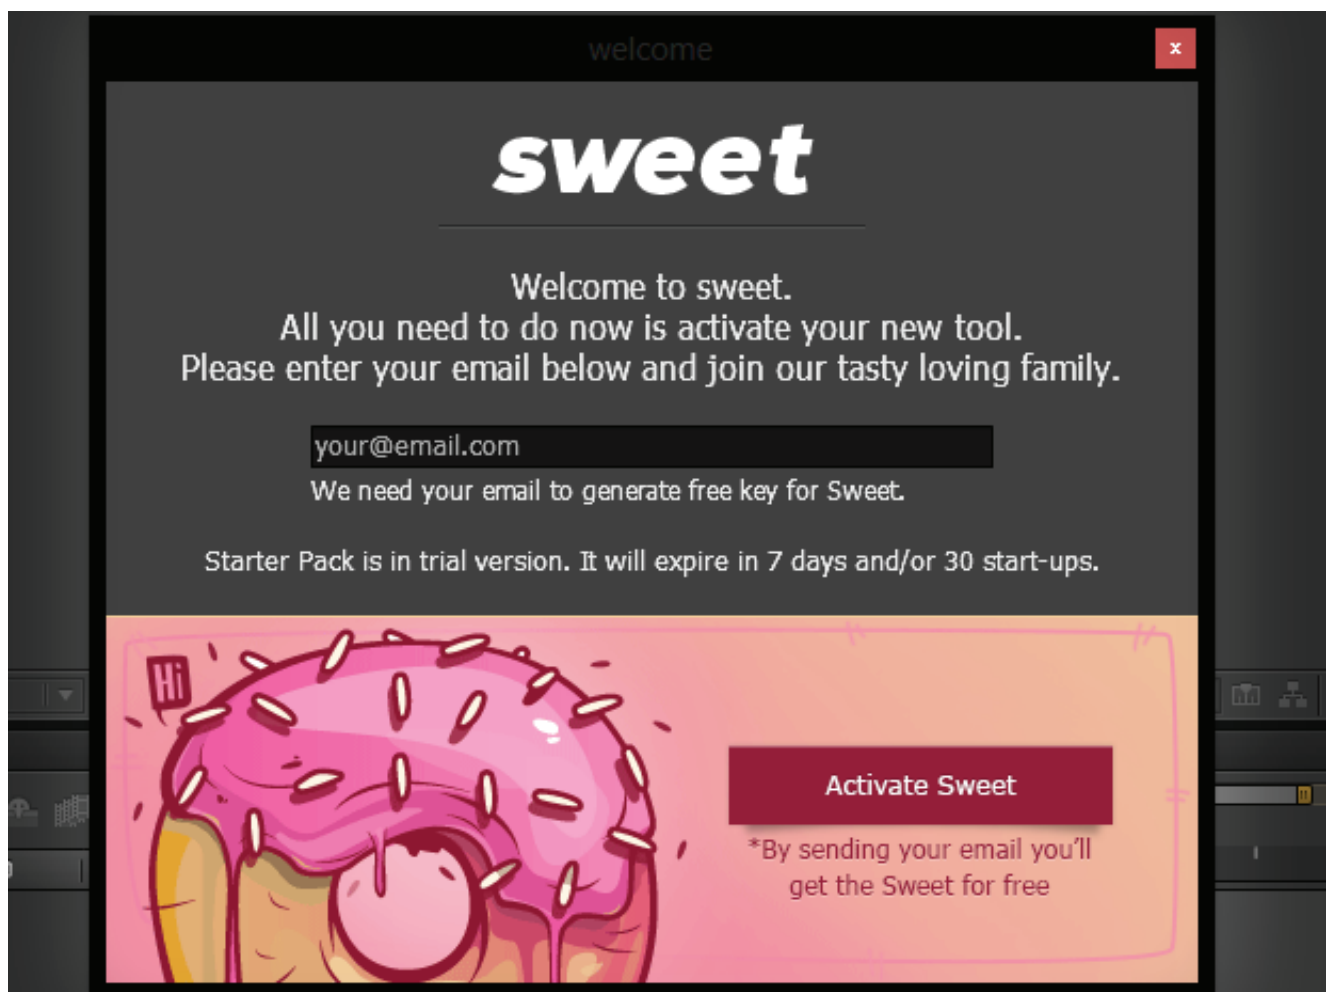 welcome
x
sweet
Welcome to sweet.
All you need to do now is activate your new tool.
Please enter your email below and join our tasty loving family.
your@email.com
We need your email to generate free key for Sweet.
Starter Pack is in trial version. It will expire in 7 days and/or 30 start-ups.
Hi
Activate Sweet
*By sending your email you'll
get the Sweet for free